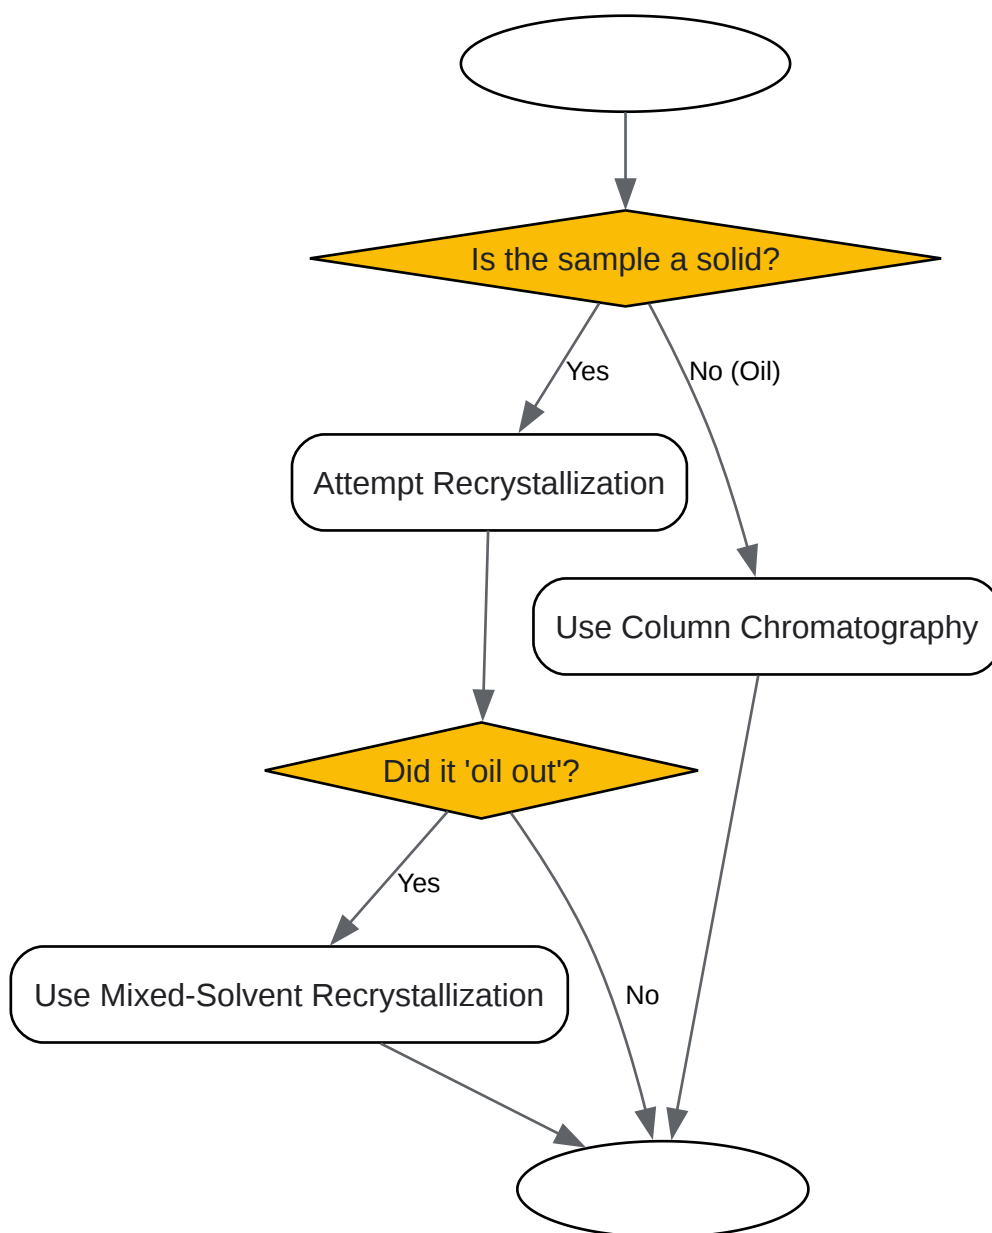 Is the sample a solid?
Yes
No (Oil)
Attempt Recrystallization
Use Column Chromatography
Did it 'oil out'?
Yes
Use Mixed-Solvent Recrystallization
No